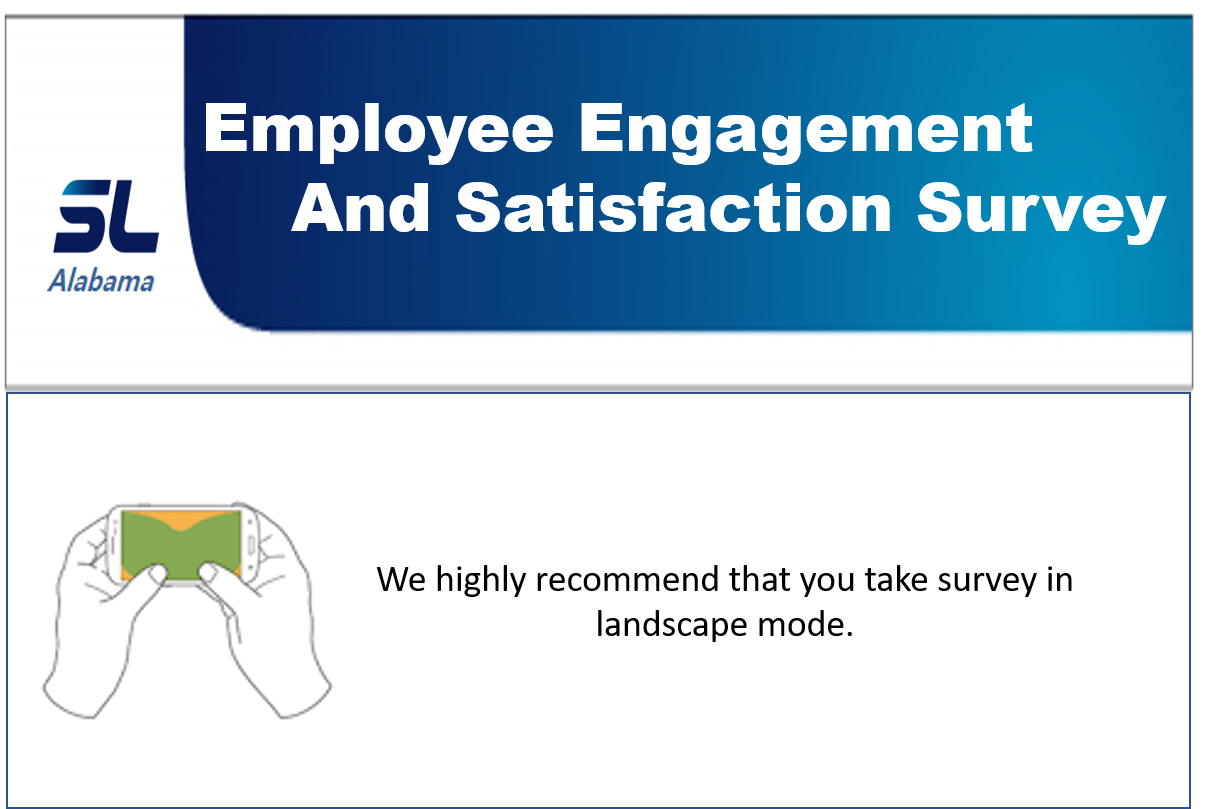 Employee Engagement
And Satisfaction Survey
SL
Alabama
We highly recommend that you take survey in
landscape mode.